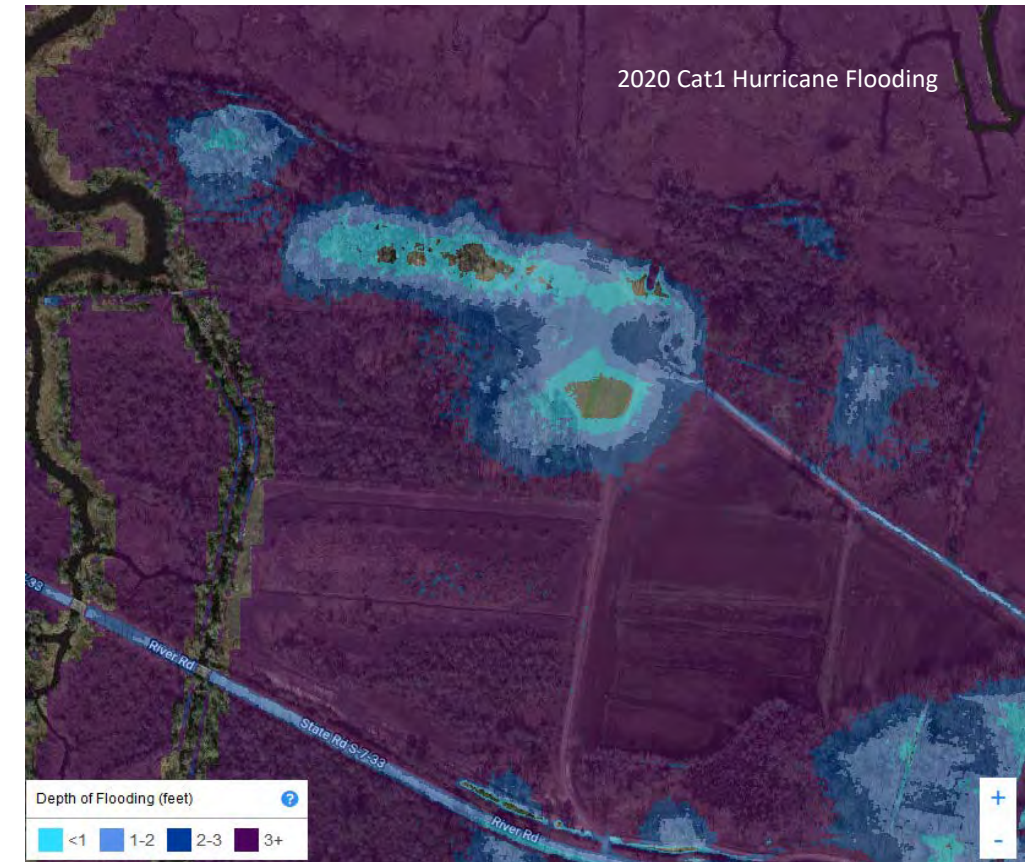 2020 Cat1 Hurricane Flooding
-33
River Rd
State Rd S-7-33
River Rd
Depth of Flooding (feet) ?
<1 1-2 2-3 3+
+
-